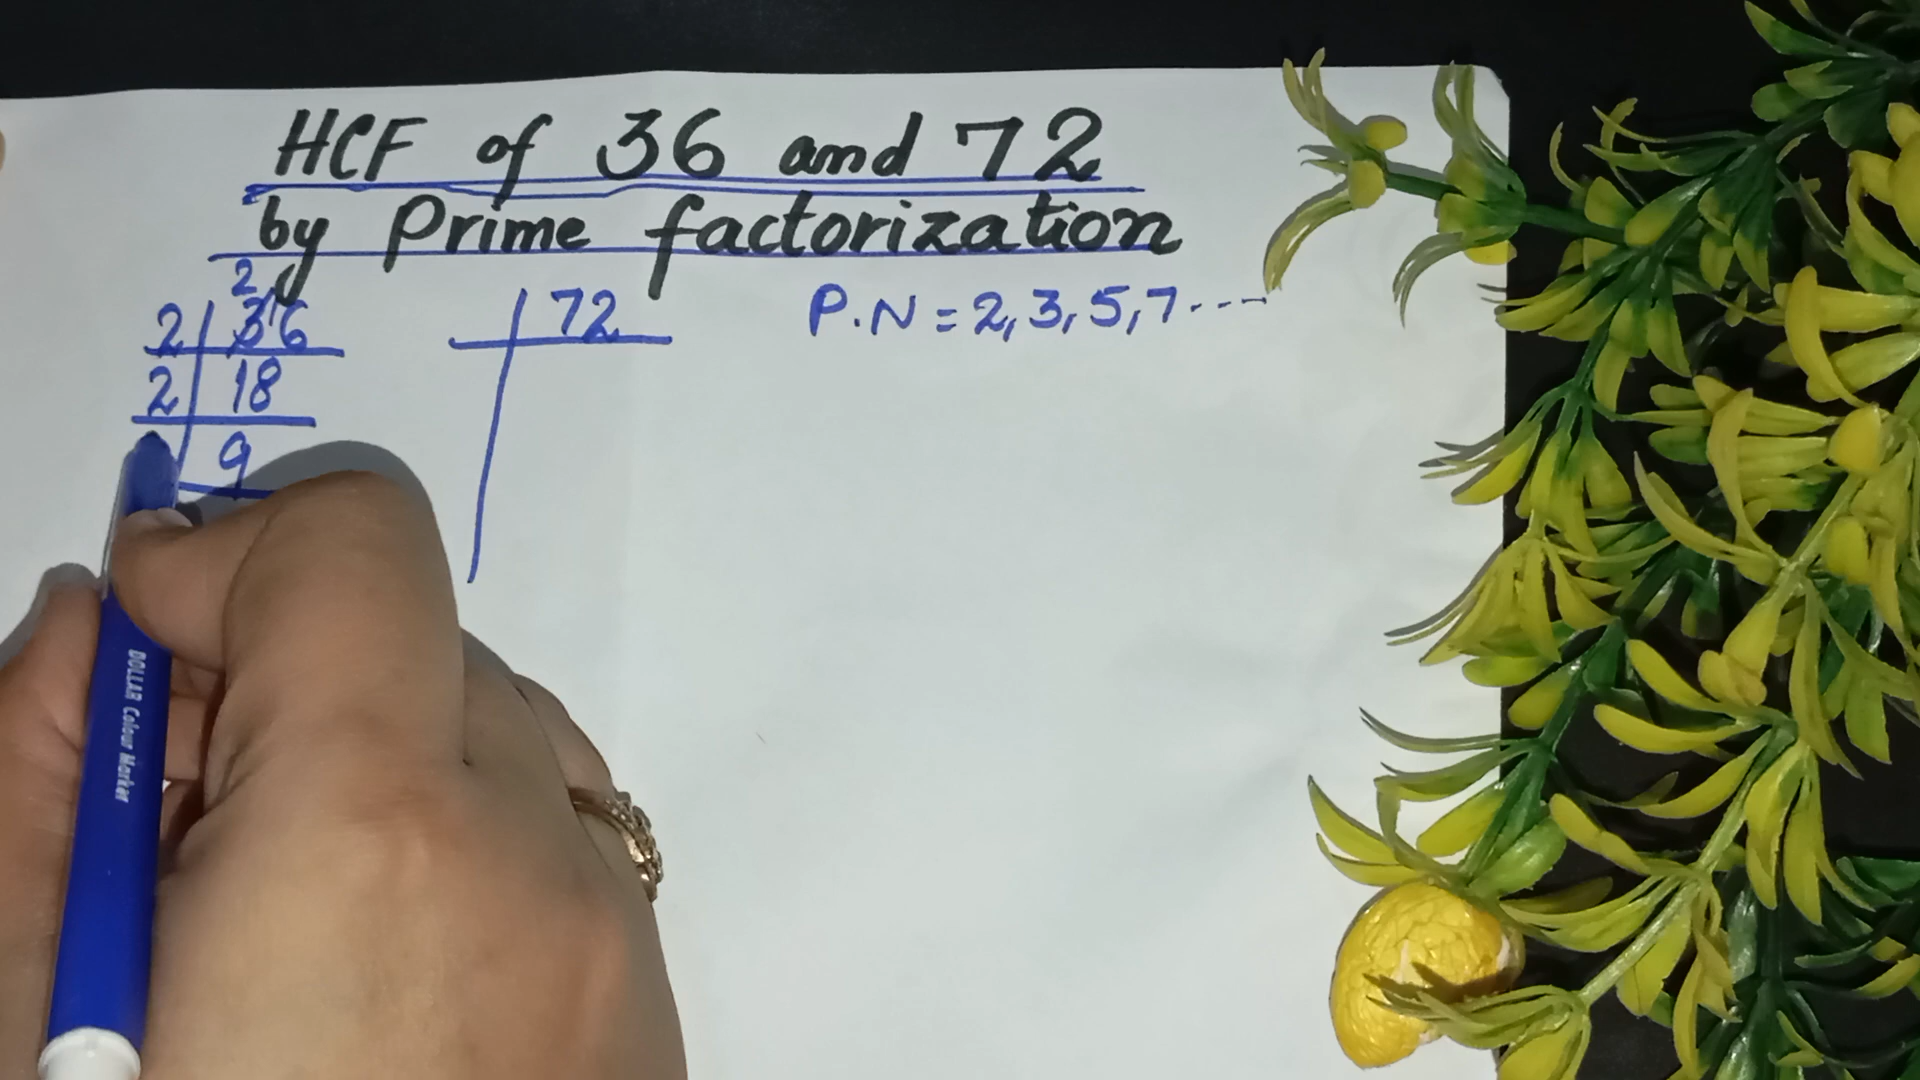 HCF of 36 and 72
by Prime factorization
2 1
2 36
2 18
9
72
P.N = 2, 3, 5, 7 ----
DOLLAR Colour Marker